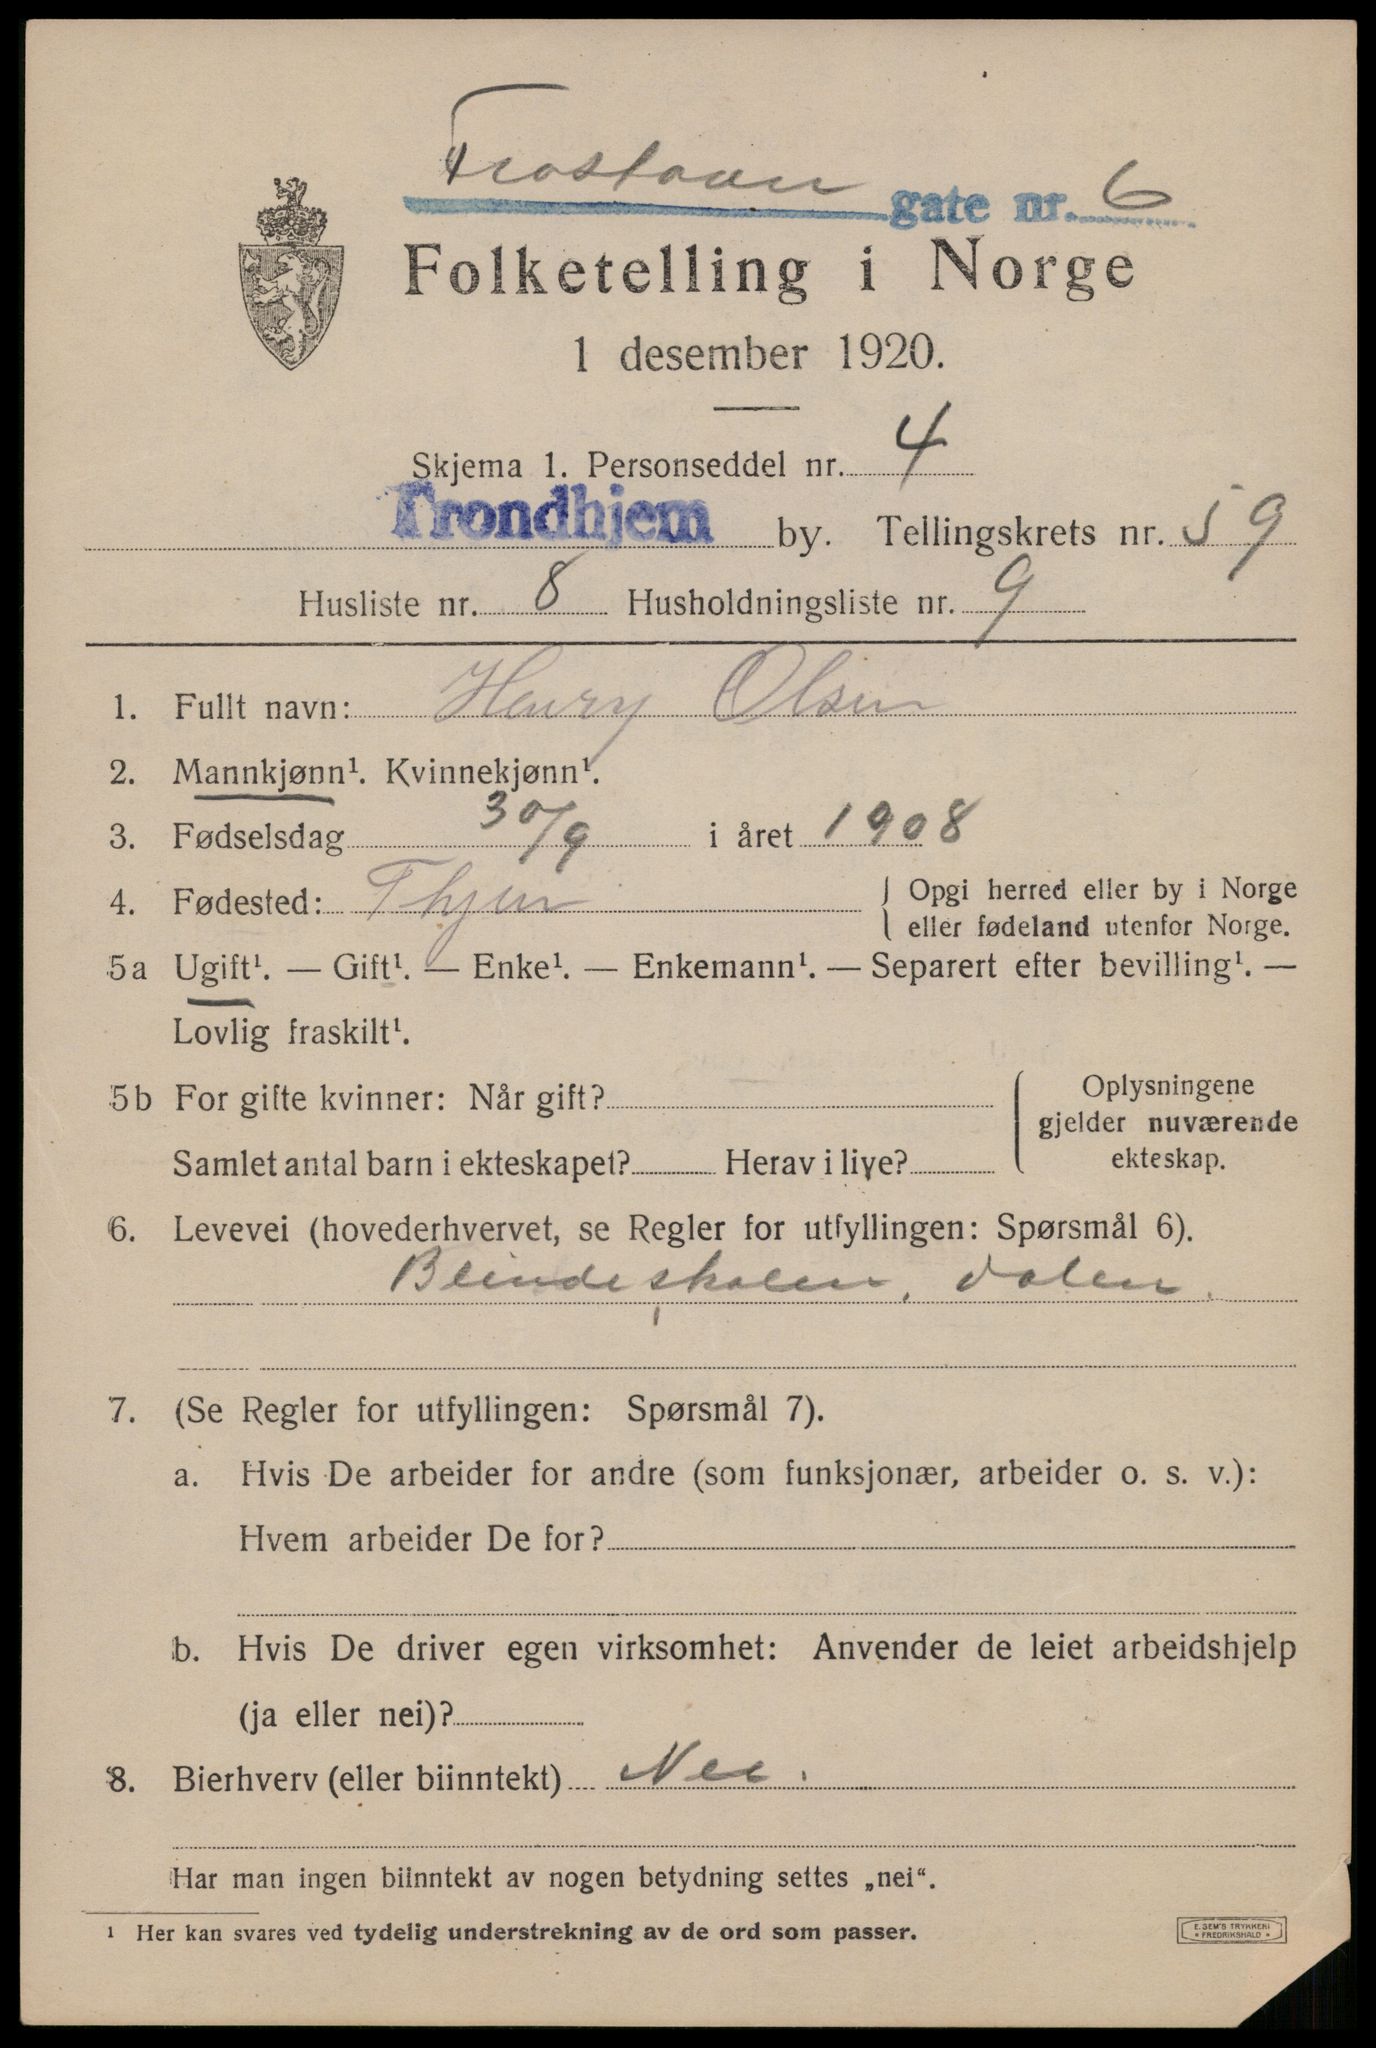 Frostaveien gate nr. 6
Folketelling i Norge
1 desember 1920.
Skjema 1. Personseddel nr. 4
Trondhjem by. Tellingskrets nr. 59
Husliste nr. 8 Husholdningsliste nr. 9
1. Fullt navn: Henry Olsen
2. Mannkjønn¹. Kvinnekjønn¹.
3. Fødselsdag 30/9 i året 1908
4. Fødested: Thjem { Opgi herred eller by i Norge
eller fødeland utenfor Norge.
5a Ugift¹. — Gift¹. — Enke¹. — Enkemann¹. — Separert efter bevilling¹. —
Lovlig fraskilt¹.
5b For gifte kvinner: Når gift?
Samlet antal barn i ekteskapet? Herav i live?
Oplysningene
gjelder nuværende
ekteskap.
6. Levevei (hovederhvervet, se Regler for utfyllingen: Spørsmål 6).
Blindeskolen, Dalen.
7. (Se Regler for utfyllingen: Spørsmål 7).
a. Hvis De arbeider for andre (som funksjonær, arbeider o. s. v.):
Hvem arbeider De for?
b. Hvis De driver egen virksomhet: Anvender de leiet arbeidshjelp
(ja eller nei)?
8. Bierhverv (eller biinntekt) Nei.
Har man ingen biinntekt av nogen betydning settes „nei“.
¹ Her kan svares ved tydelig understrekning av de ord som passer.
E. SEM'S TRYKKERI
FREDRIKSHALD